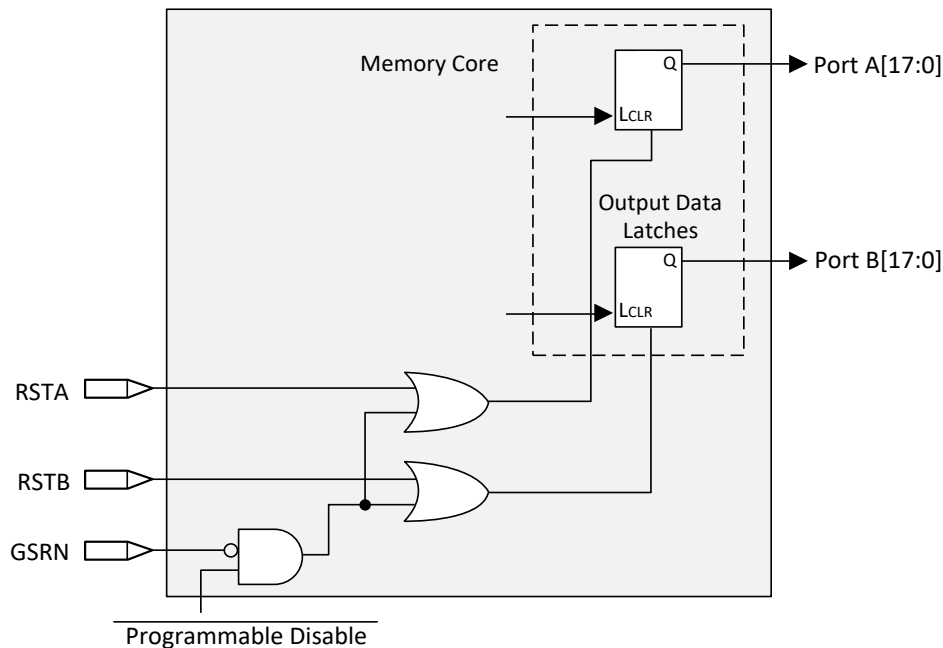 Memory Core
Q
Port A[17:0]
LCLR
Output Data
Latches
Q
Port B[17:0]
LCLR
RSTA
RSTB
GSRN
Programmable Disable